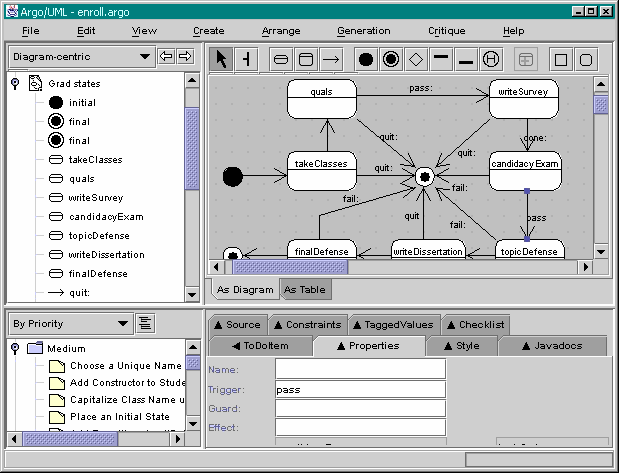 Argo/UML - enroll.argo
File Edit View Create Arrange Generation Critique Help
Diagram-centric
Grad states
initial
final
final
takeClasses
quals
writeSurvey
candidacyExam
topicDefense
writeDissertation
finalDefense
quit:
quals
pass:
writeSurvey
quit:
quit:
done:
takeClasses
quit:
candidacyExam
fail:
fail:
quit
fail:
pass
finalDefense
writeDissertation
topicDefense
As Diagram
As Table
By Priority
Medium
Choose a Unique Name
Add Constructor to Stude
Capitalize Class Name u
Place an Initial State
Source
Constraints
TaggedValues
Checklist
ToDoItem
Properties
Style
Javadocs
Name:
Trigger:
pass
Guard:
Effect: